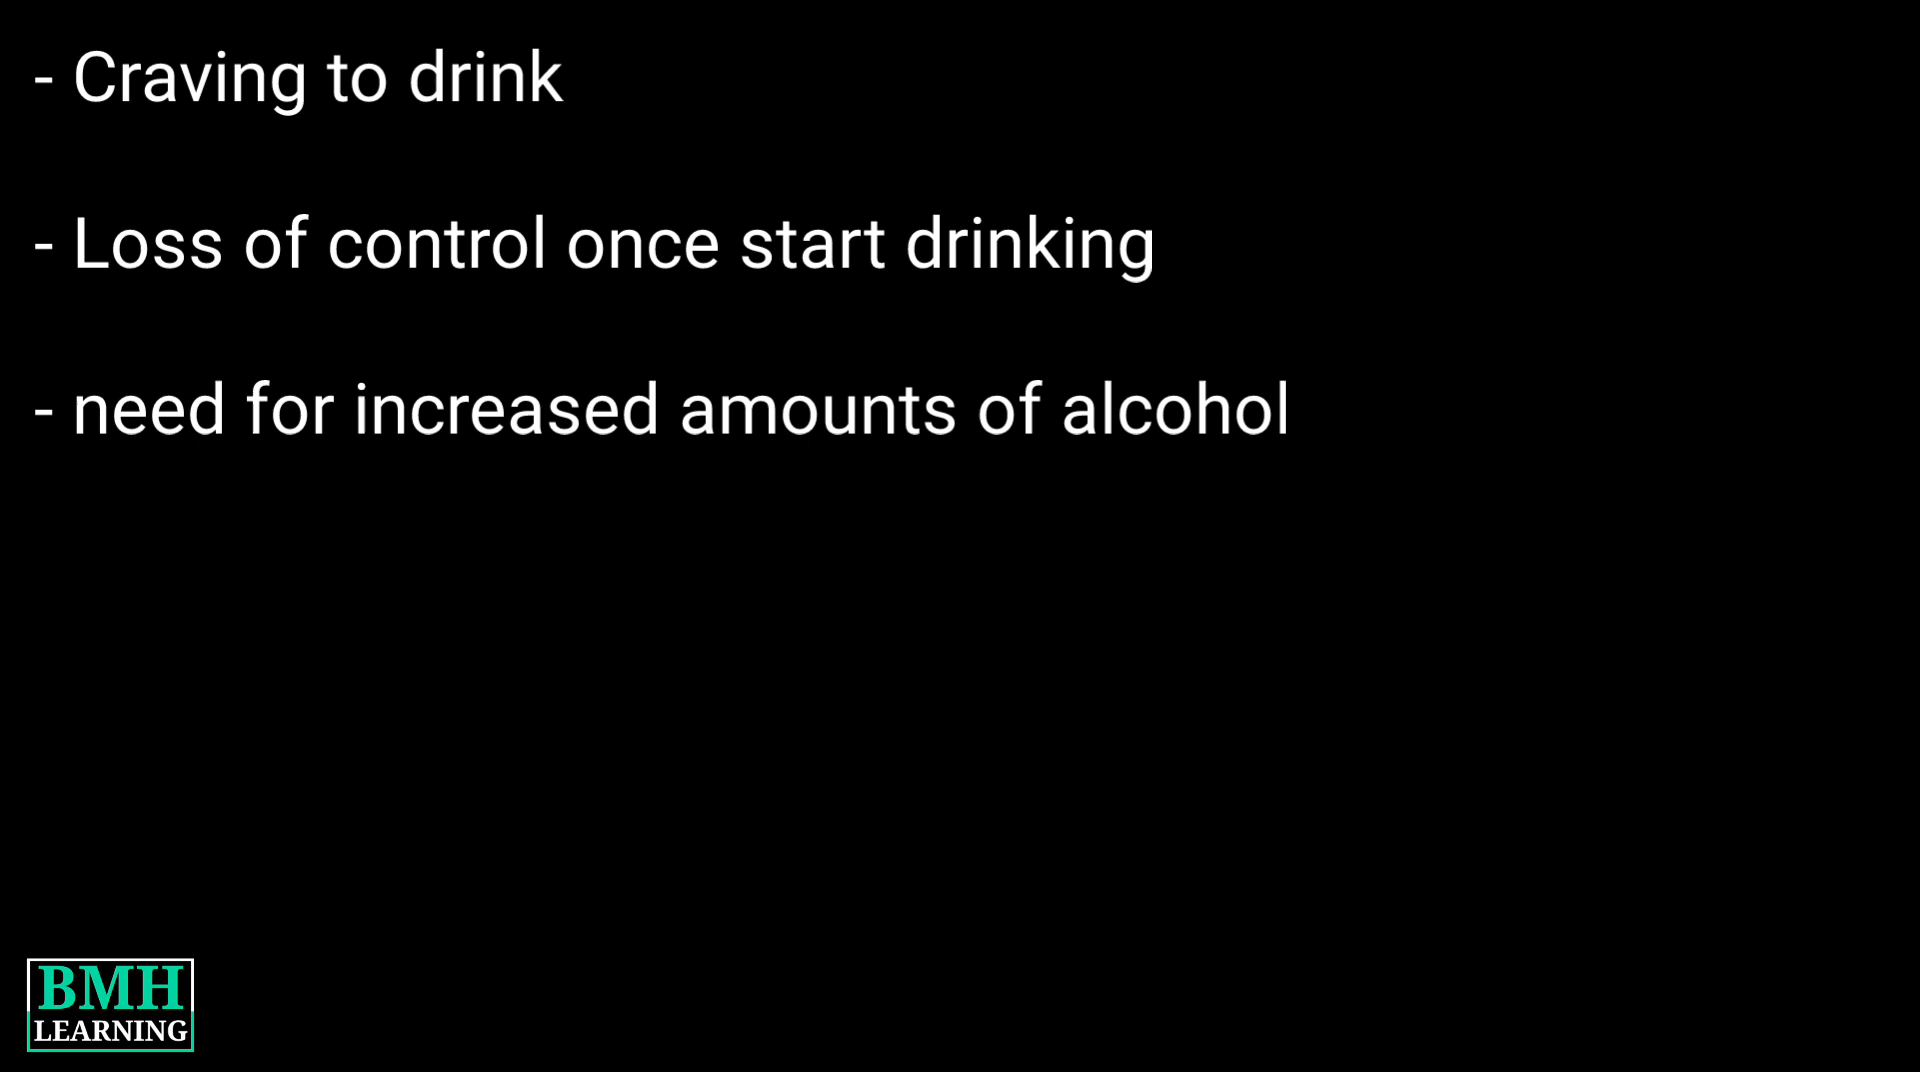 - Craving to drink
- Loss of control once start drinking
- need for increased amounts of alcohol
BMH
LEARNING